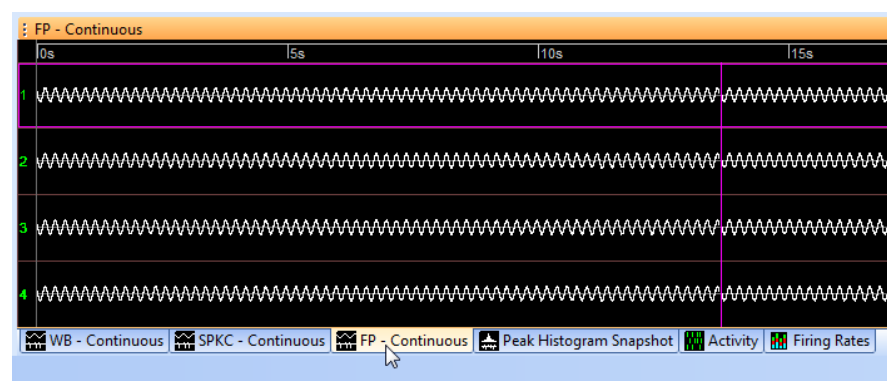 FP - Continuous
0s 5s 10s 15s
1
2
3
4
WB - Continuous SPKC - Continuous FP - Continuous Peak Histogram Snapshot Activity Firing Rates